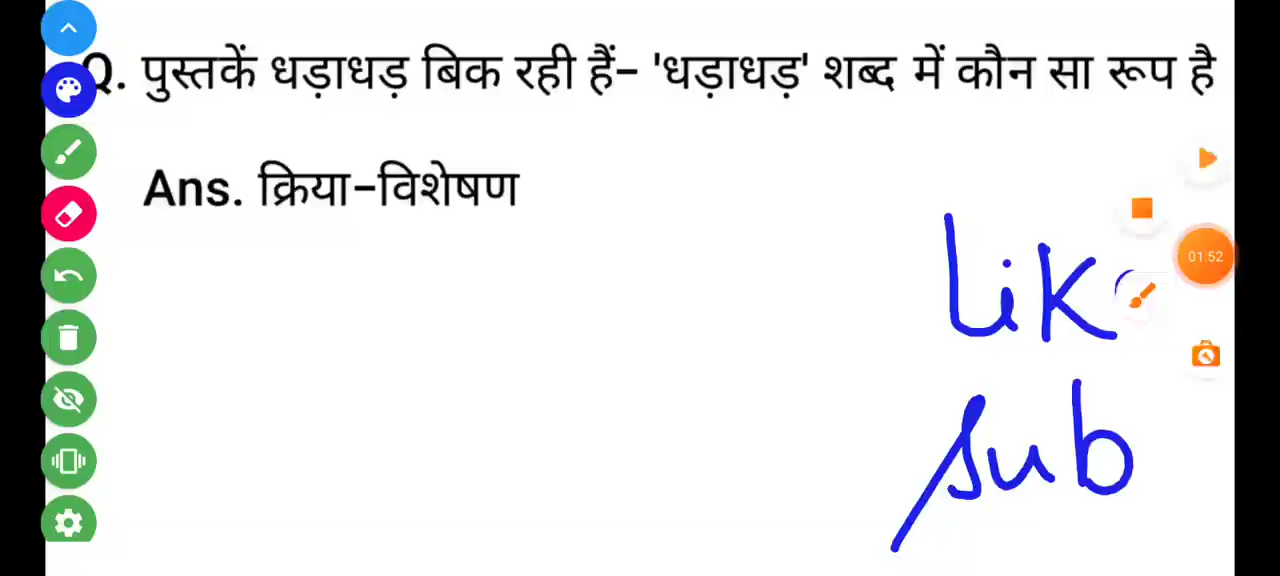 Q. पुस्तकें धड़ाधड़ बिक रही हैं– 'धड़ाधड़' शब्द में कौन सा रूप है
Ans. क्रिया–विशेषण
Lik
01:52
Sub